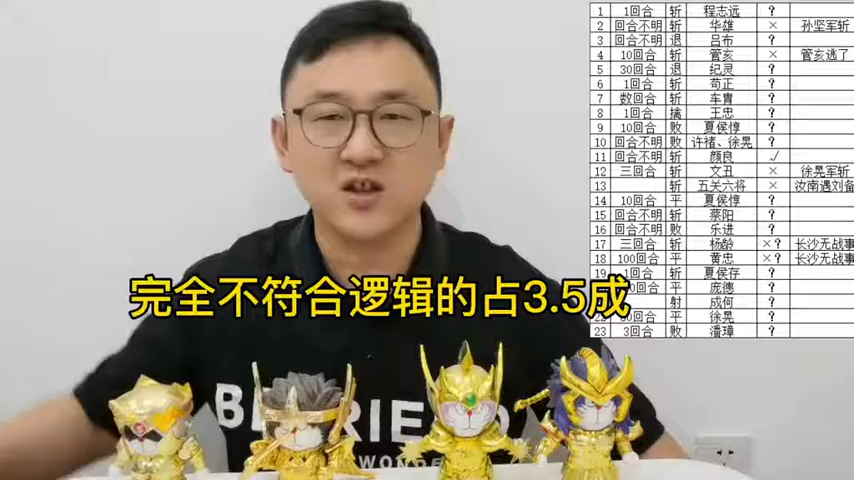 1 1回合 斩 程志远 ?
2 回合不明 斩 华雄 × 孙坚军斩
3 回合不明 退 吕布 ?
4 10回合 斩 管亥 × 管亥逃了
5 30回合 退 纪灵 ?
6 1回合 斩 荀正 ?
7 数回合 斩 车胄 ?
8 1回合 擒 王忠 ?
9 10回合 败 夏侯惇 ?
10 回合不明 败 许褚、徐晃 ?
11 回合不明 斩 颜良 √
12 三回合 斩 文丑 × 徐晃军斩
13 斩 五关六将 × 汝南遇刘备
14 10回合 平 夏侯惇 ?
15 回合不明 斩 蔡阳 ?
16 回合不明 败 乐进 ?
17 三回合 斩 杨龄 ×? 长沙无战事
18 100回合 平 黄忠 ×? 长沙无战事
19 1回合 斩 夏侯存 ?
0回合 平 庞德 ?
射 成何 ?
0回合 平 徐晃 ?
23 3回合 败 潘璋 ?
完全不符合逻辑的占3.5成
WONDE